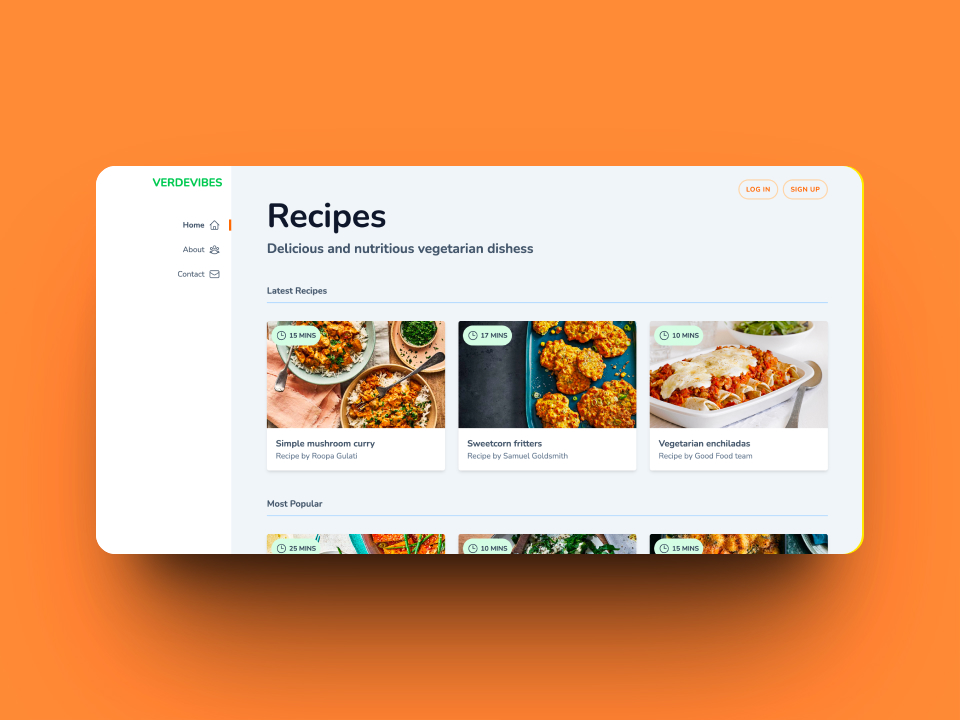 VERDEVIBES
Home
About
Contact
LOG IN
SIGN UP
Recipes
Delicious and nutritious vegetarian dishess
Latest Recipes
15 MINS
17 MINS
10 MINS
Simple mushroom curry
Recipe by Roopa Gulati
Sweetcorn fritters
Recipe by Samuel Goldsmith
Vegetarian enchiladas
Recipe by Good Food team
Most Popular
25 MINS
10 MINS
15 MINS